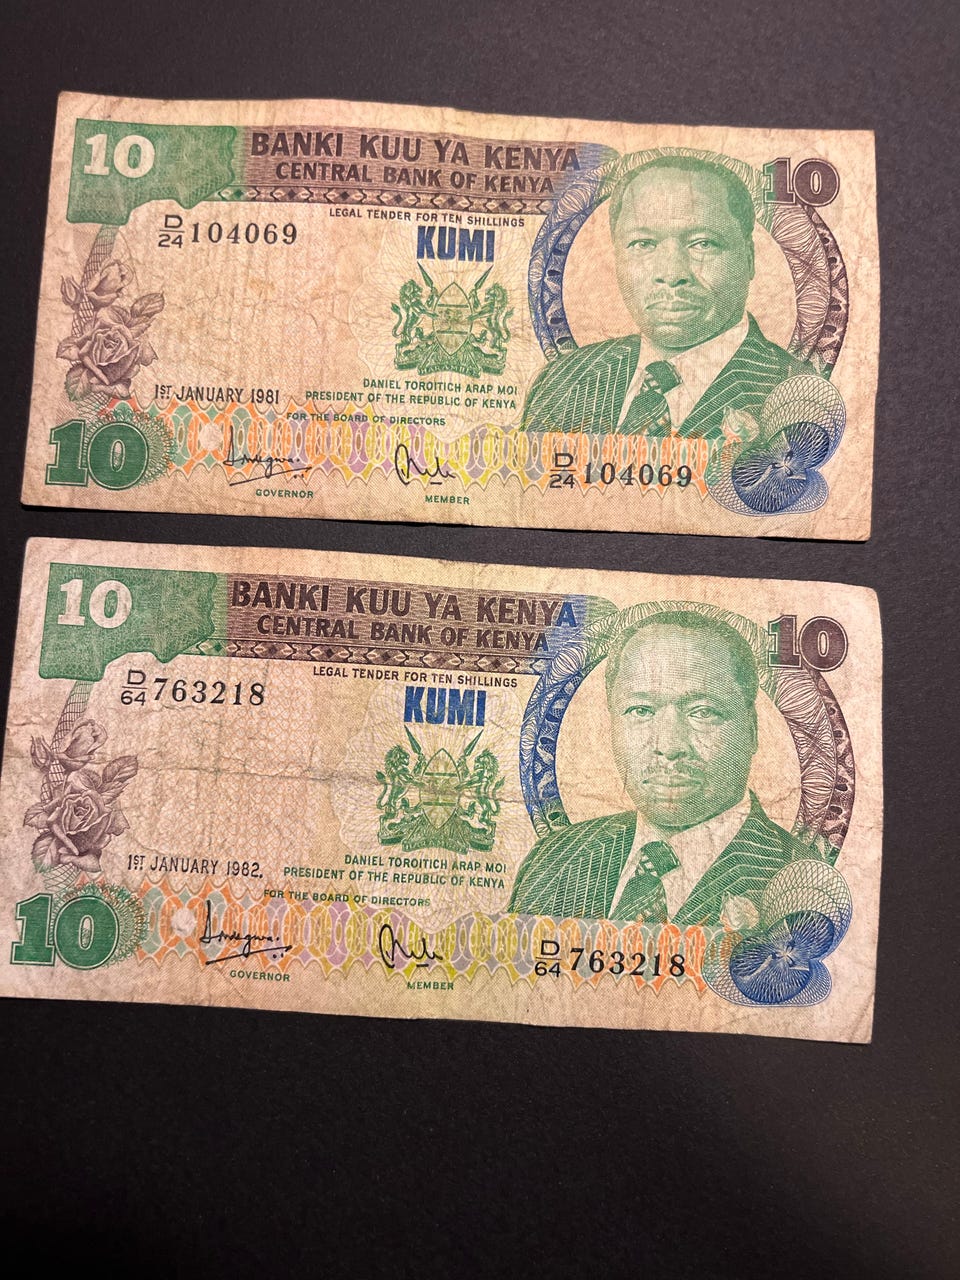 10
BANKI KUU YA KENYA
10
CENTRAL BANK OF KENYA
LEGAL TENDER FOR TEN SHILLINGS
D/24 104069
KUMI
HARAMBEE
1ST JANUARY 1981
DANIEL TOROITICH ARAP MOI
PRESIDENT OF THE REPUBLIC OF KENYA
FOR THE BOARD OF DIRECTORS
10
D/24 104069
GOVERNOR
MEMBER
10
BANKI KUU YA KENYA
10
CENTRAL BANK OF KENYA
LEGAL TENDER FOR TEN SHILLINGS
D/64 763218
KUMI
1ST JANUARY 1982.
DANIEL TOROITICH ARAP MOI
PRESIDENT OF THE REPUBLIC OF KENYA
FOR THE BOARD OF DIRECTORS
10
D/64 763218
GOVERNOR
MEMBER